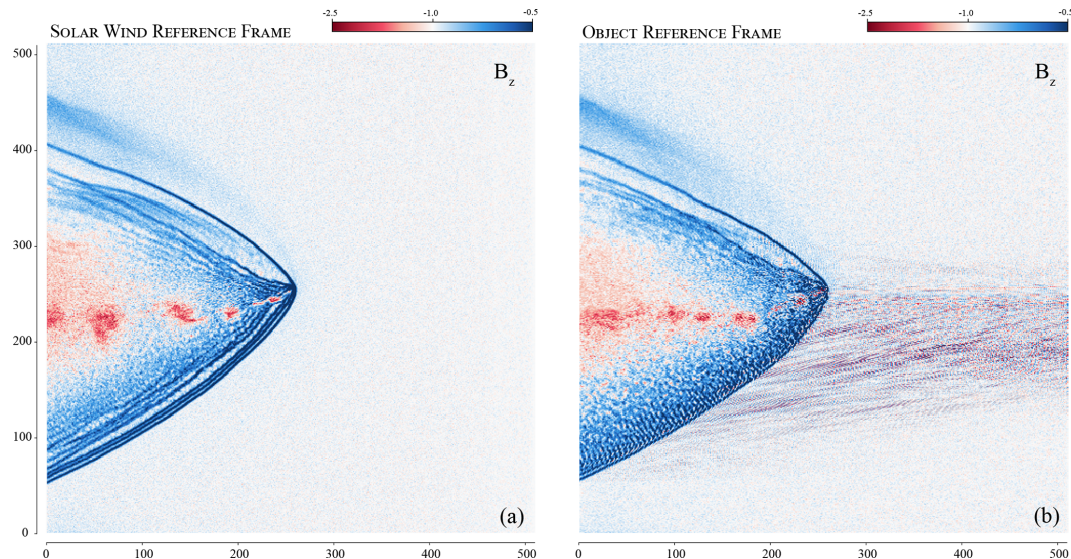 -2.5 -1.0 -0.5 -2.5 -1.0 -0.5
SOLAR WIND REFERENCE FRAME OBJECT REFERENCE FRAME
500
Bz Bz
400
300
200
100
0
(a) (b)
0 100 200 300 400 500 0 100 200 300 400 500